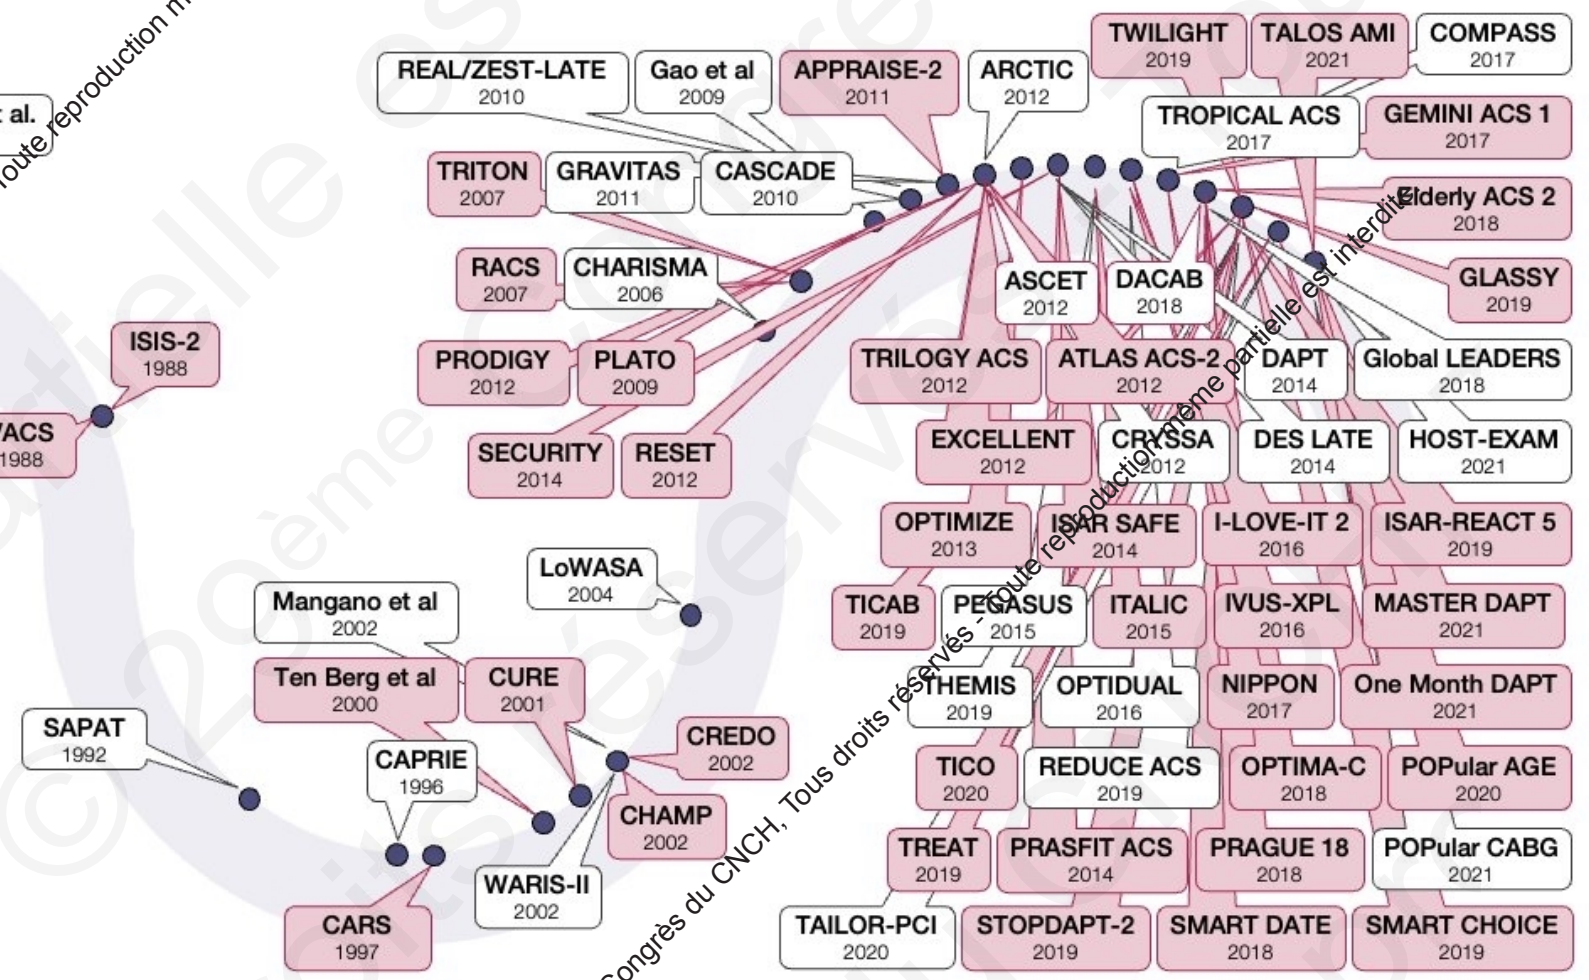 TWILIGHT
2019
TALOS AMI
2021
COMPASS
2017
REAL/ZEST-LATE
2010
Gao et al
2009
APPRAISE-2
2011
ARCTIC
2012
TROPICAL ACS
2017
GEMINI ACS 1
2017
et al.
TRITON
2007
GRAVITAS
2011
CASCADE
2010
Elderly ACS 2
2018
RACS
2007
CHARISMA
2006
ASCET
2012
DACAB
2018
GLASSY
2019
ISIS-2
1988
PRODIGY
2012
PLATO
2009
TRILOGY ACS
2012
ATLAS ACS-2
2012
DAPT
2014
Global LEADERS
2018
VACS
1988
SECURITY
2014
RESET
2012
EXCELLENT
2012
CRYSSA
2012
DES LATE
2014
HOST-EXAM
2021
OPTIMIZE
2013
ISAR SAFE
2014
I-LOVE-IT 2
2016
ISAR-REACT 5
2019
LoWASA
2004
Mangano et al
2002
TICAB
2019
PEGASUS
2015
ITALIC
2015
IVUS-XPL
2016
MASTER DAPT
2021
Ten Berg et al
2000
CURE
2001
THEMIS
2019
OPTIDUAL
2016
NIPPON
2017
One Month DAPT
2021
SAPAT
1992
CAPRIE
1996
CREDO
2002
TICO
2020
REDUCE ACS
2019
OPTIMA-C
2018
POPular AGE
2020
CHAMP
2002
TREAT
2019
PRASFIT ACS
2014
PRAGUE 18
2018
POPular CABG
2021
WARIS-II
2002
CARS
1997
TAILOR-PCI
2020
STOPDAPT-2
2019
SMART DATE
2018
SMART CHOICE
2019
Toute reproduction m
Congrès du CNCH, Tous droits réservés - Toute reproduction même partielle est interdite